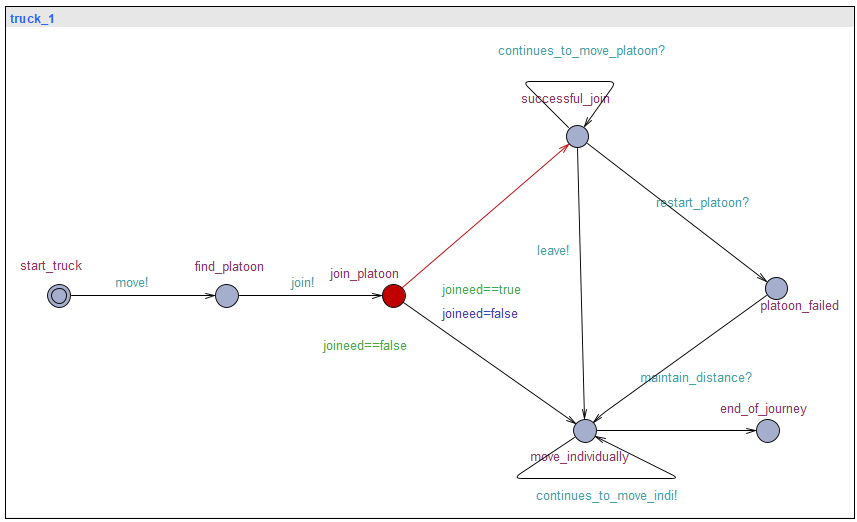 truck_1
continues_to_move_platoon?
successful_join
restart_platoon?
leave!
start_truck
find_platoon
join_platoon
move!
join!
joineed==true
joineed=false
joineed==false
platoon_failed
maintain_distance?
end_of_journey
move_individually
continues_to_move_indi!